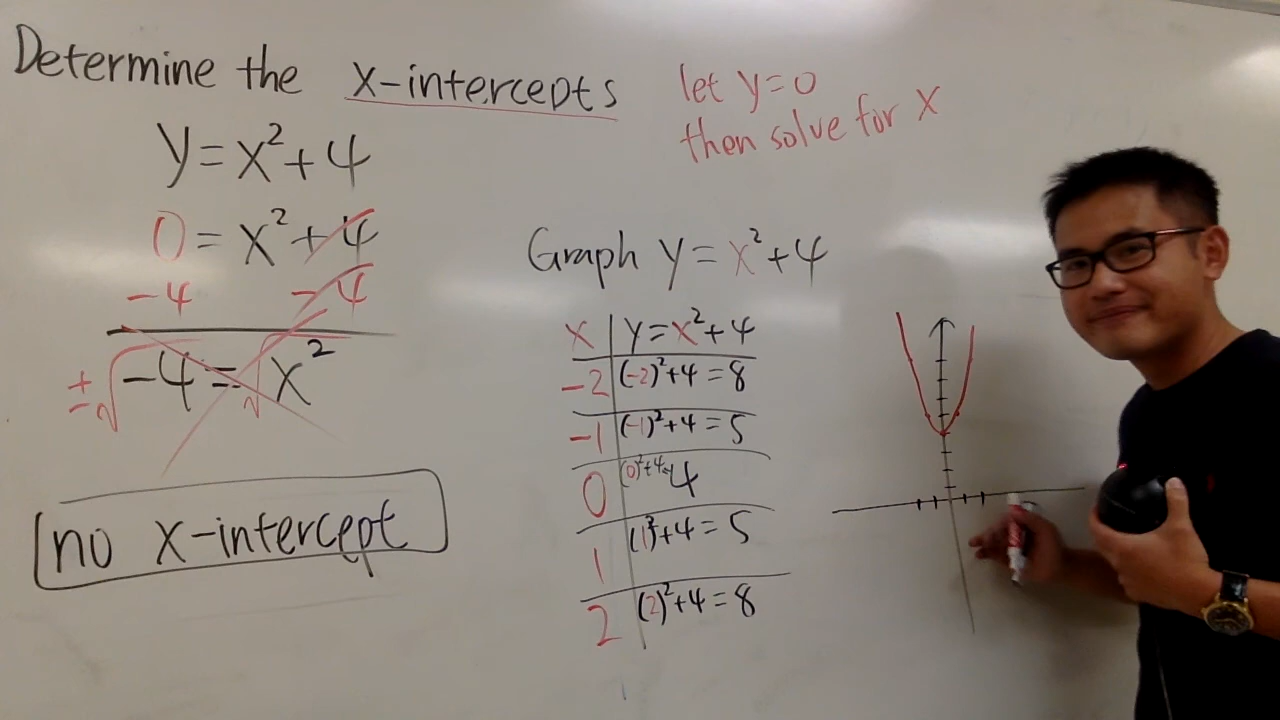 Determine the x-intercepts
let y=0
then solve for x
y=x²+4
0=x²+4
-4 -4
±√-4=√x²
no x-intercept
Graph y=x²+4
x y=x²+4
-2 (-2)²+4=8
-1 (-1)²+4=5
0 (0)²+4=4
1 (1)²+4=5
2 (2)²+4=8